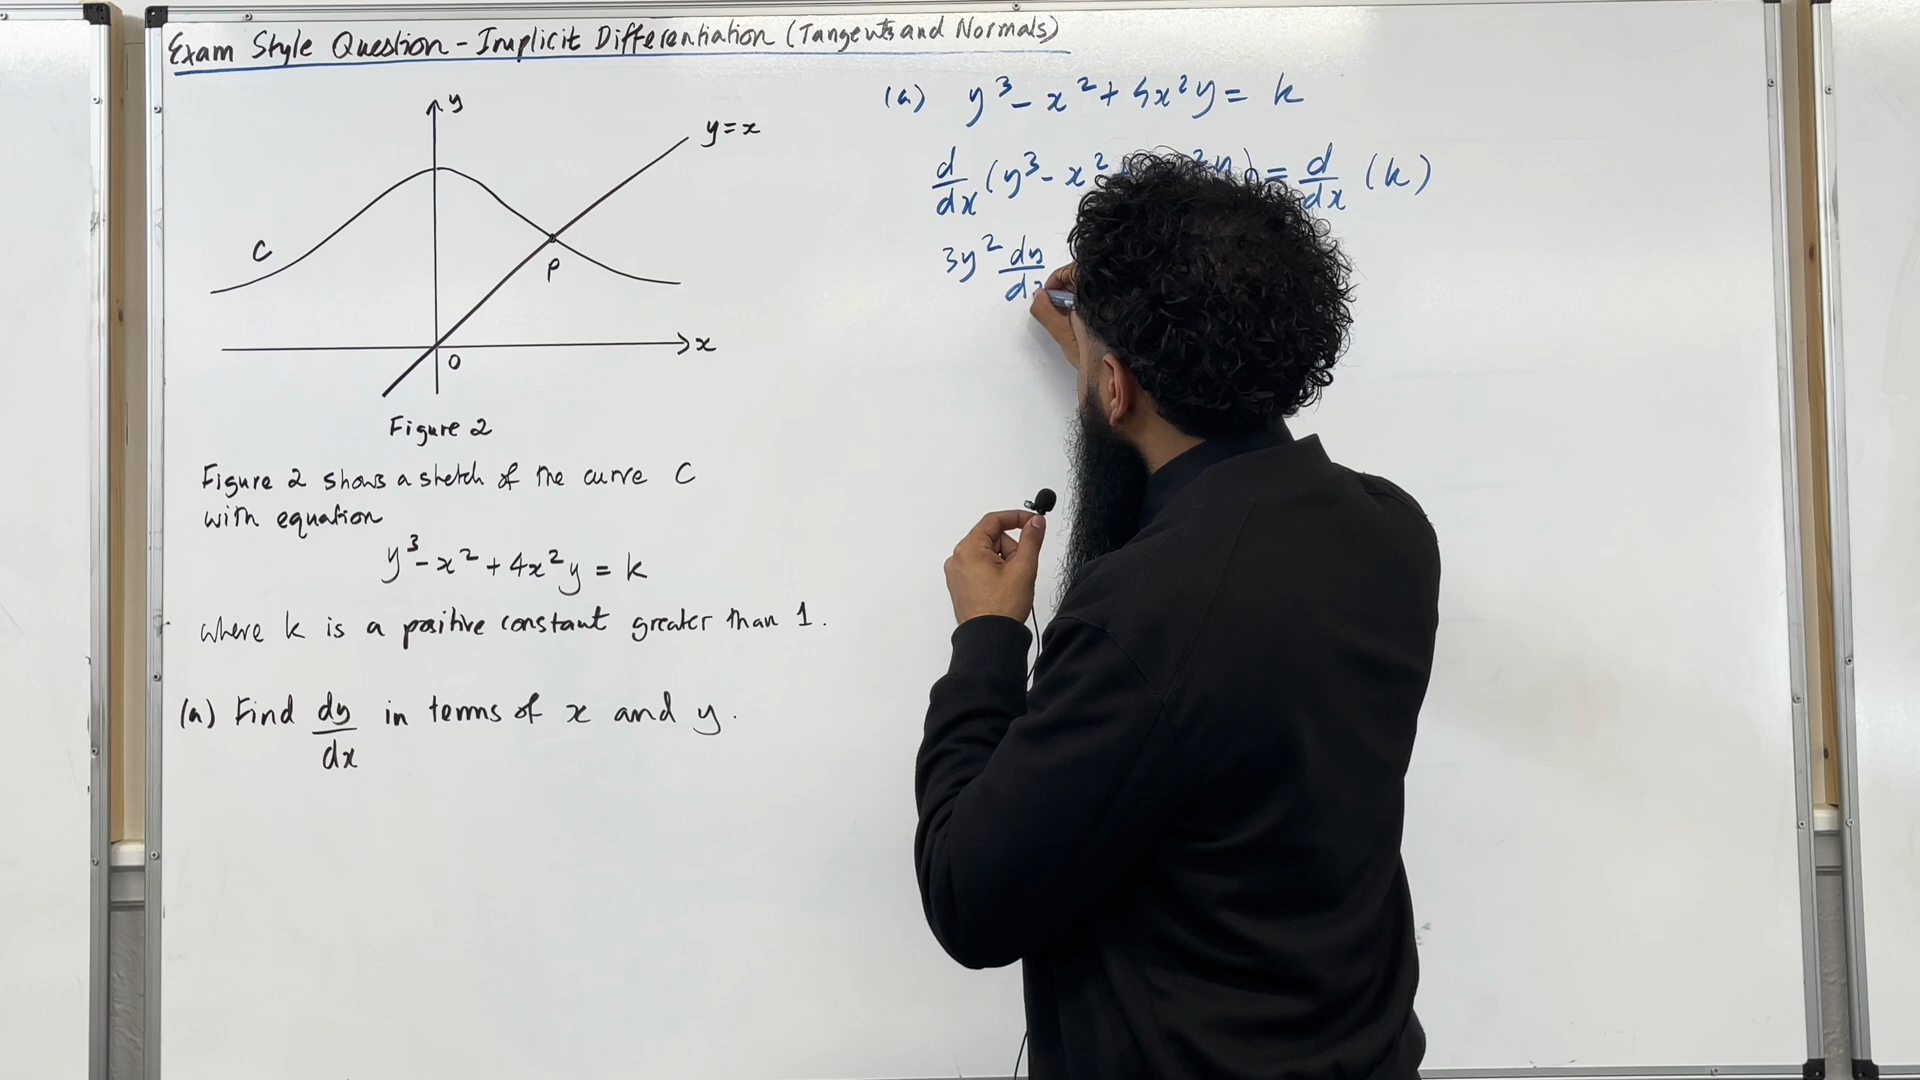 Exam Style Question - Implicit Differentiation (Tangents and Normals)
y
y = x
C
P
x
O
Figure 2
Figure 2 shows a sketch of the curve C
with equation
y³ - x² + 4x²y = k
where k is a positive constant greater than 1.
(a) Find dy/dx in terms of x and y.
(a) y³ - x² + 4x²y = k
d/dx (y³ - x² ²y) = d/dx (k)
3y² dy/dx